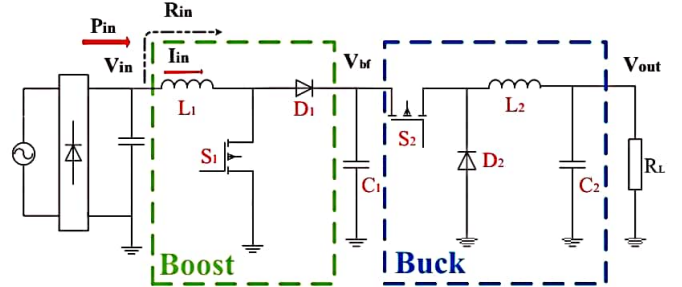 Pin
Rin
Vin
Iin
Vbf
Vout
L1
D1
S2
L2
S1
C1
D2
C2
RL
Boost
Buck